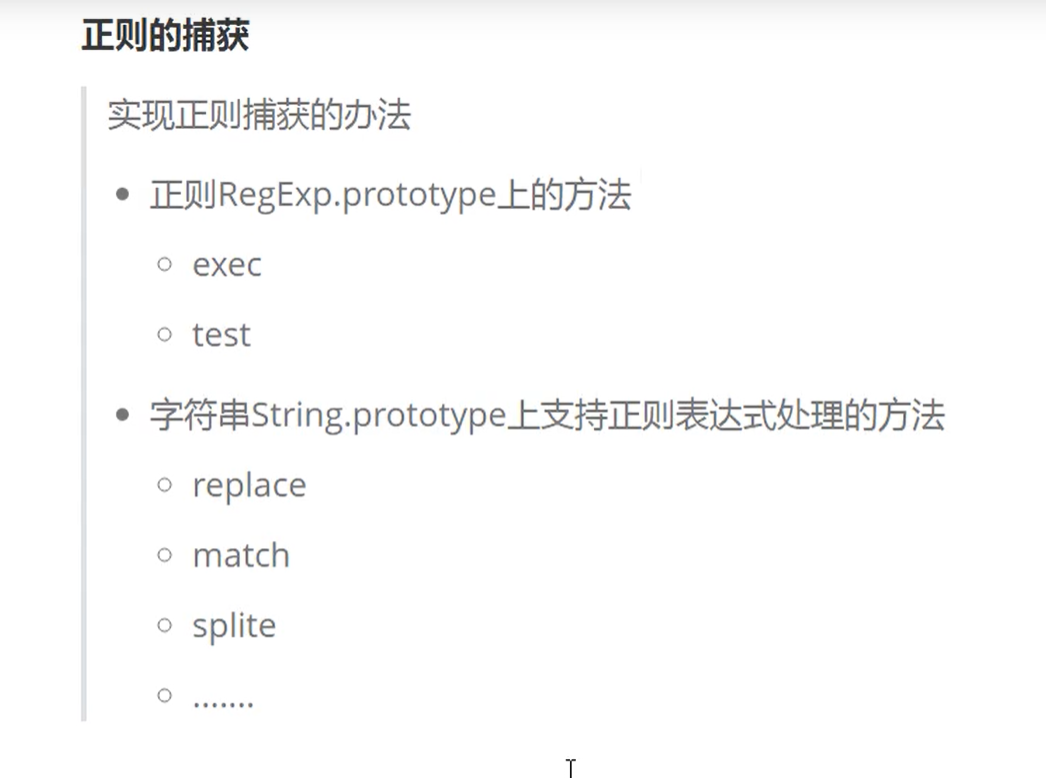 正则的捕获
实现正则捕获的办法
正则RegExp.prototype上的方法
exec
test
字符串String.prototype上支持正则表达式处理的方法
replace
match
splite
.......